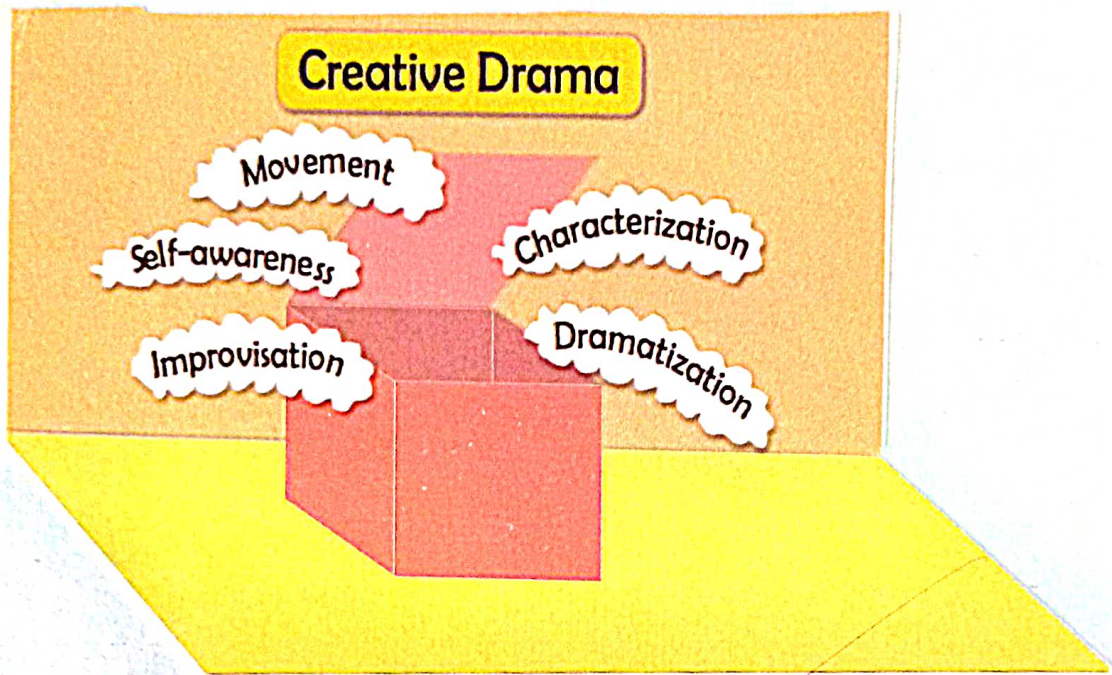 Creative Drama
Movement
Characterization
Self-awareness
Improvisation
Dramatization